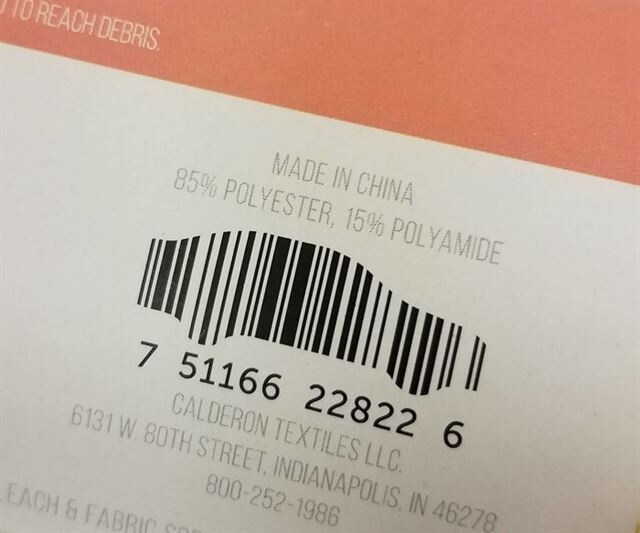 TO REACH DEBRIS.
MADE IN CHINA
85% POLYESTER, 15% POLYAMIDE
7 51166 22822 6
CALDERON TEXTILES LLC.
6131 W. 80TH STREET, INDIANAPOLIS, IN 46278
800-252-1986
& FABRIC